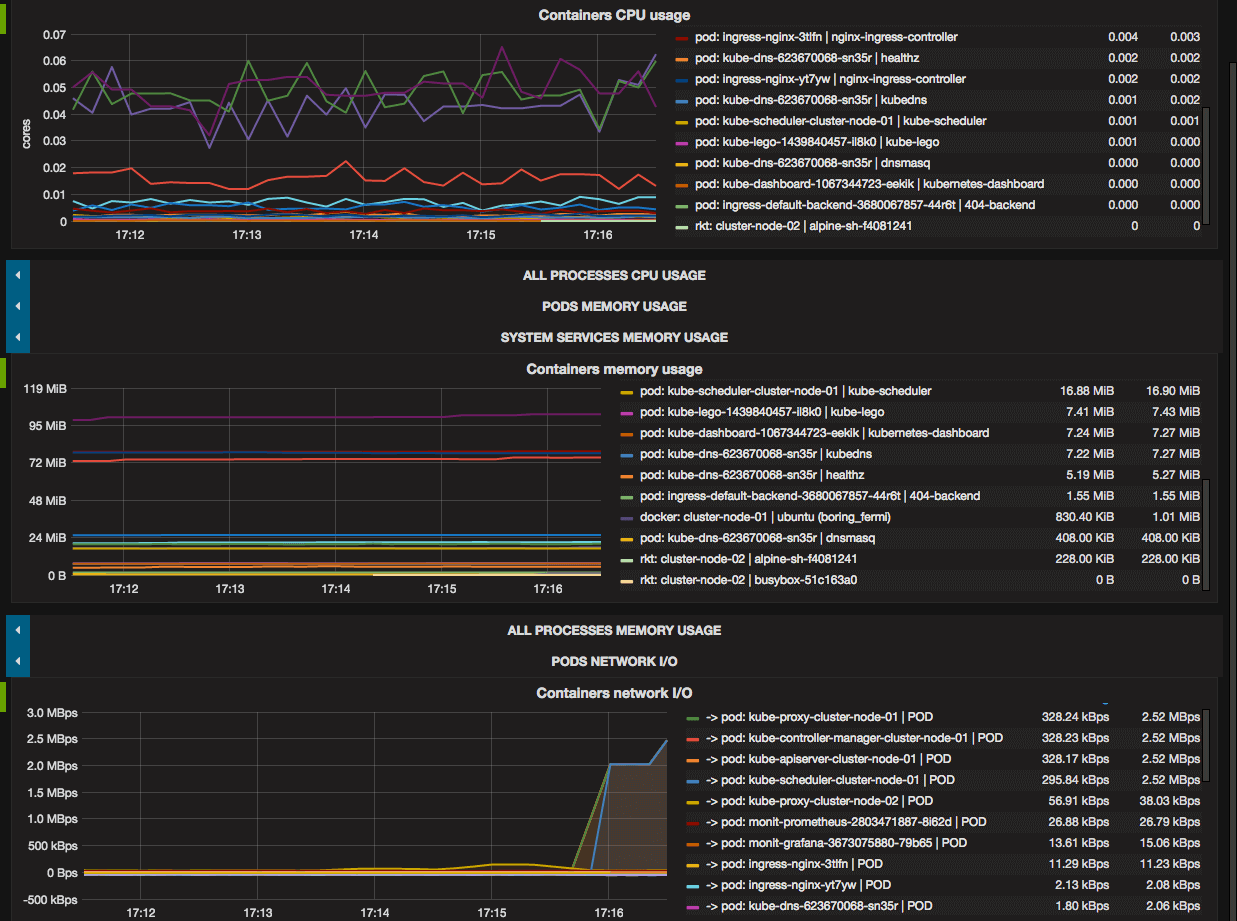 Containers CPU usage
cores
0.07
0.06
0.05
0.04
0.03
0.02
0.01
0
17:12 17:13 17:14 17:15 17:16
pod: ingress-nginx-3tlfn | nginx-ingress-controller 0.004 0.003
pod: kube-dns-623670068-sn35r | healthz 0.002 0.002
pod: ingress-nginx-yt7yw | nginx-ingress-controller 0.002 0.002
pod: kube-dns-623670068-sn35r | kubedns 0.001 0.002
pod: kube-scheduler-cluster-node-01 | kube-scheduler 0.001 0.001
pod: kube-lego-1439840457-il8k0 | kube-lego 0.001 0.000
pod: kube-dns-623670068-sn35r | dnsmasq 0.000 0.000
pod: kube-dashboard-1067344723-eekik | kubernetes-dashboard 0.000 0.000
pod: ingress-default-backend-3680067857-44r6t | 404-backend 0.000 0.000
rkt: cluster-node-02 | alpine-sh-f4081241 0 0
ALL PROCESSES CPU USAGE
PODS MEMORY USAGE
SYSTEM SERVICES MEMORY USAGE
Containers memory usage
119 MiB
95 MiB
72 MiB
48 MiB
24 MiB
0 B
17:12 17:13 17:14 17:15 17:16
pod: kube-scheduler-cluster-node-01 | kube-scheduler 16.88 MiB 16.90 MiB
pod: kube-lego-1439840457-il8k0 | kube-lego 7.41 MiB 7.43 MiB
pod: kube-dashboard-1067344723-eekik | kubernetes-dashboard 7.24 MiB 7.27 MiB
pod: kube-dns-623670068-sn35r | kubedns 7.22 MiB 7.27 MiB
pod: kube-dns-623670068-sn35r | healthz 5.19 MiB 5.27 MiB
pod: ingress-default-backend-3680067857-44r6t | 404-backend 1.55 MiB 1.55 MiB
docker: cluster-node-01 | ubuntu (boring_fermi) 830.40 KiB 1.01 MiB
pod: kube-dns-623670068-sn35r | dnsmasq 408.00 KiB 408.00 KiB
rkt: cluster-node-02 | alpine-sh-f4081241 228.00 KiB 228.00 KiB
rkt: cluster-node-02 | busybox-51c163a0 0 B 0 B
ALL PROCESSES MEMORY USAGE
PODS NETWORK I/O
Containers network I/O
3.0 MBps
2.5 MBps
2.0 MBps
1.5 MBps
1.0 MBps
500 kBps
0 Bps
-500 kBps
17:12 17:13 17:14 17:15 17:16
-> pod: kube-proxy-cluster-node-01 | POD 328.24 kBps 2.52 MBps
-> pod: kube-controller-manager-cluster-node-01 | POD 328.23 kBps 2.52 MBps
-> pod: kube-apiserver-cluster-node-01 | POD 328.17 kBps 2.52 MBps
-> pod: kube-scheduler-cluster-node-01 | POD 295.84 kBps 2.52 MBps
-> pod: kube-proxy-cluster-node-02 | POD 56.91 kBps 38.03 kBps
-> pod: monit-prometheus-2803471887-8i62d | POD 26.88 kBps 26.79 kBps
-> pod: monit-grafana-3673075880-79b65 | POD 13.61 kBps 15.06 kBps
-> pod: ingress-nginx-3tlfn | POD 11.29 kBps 11.23 kBps
-> pod: ingress-nginx-yt7yw | POD 2.13 kBps 2.08 kBps
-> pod: kube-dns-623670068-sn35r | POD 1.80 kBps 2.06 kBps